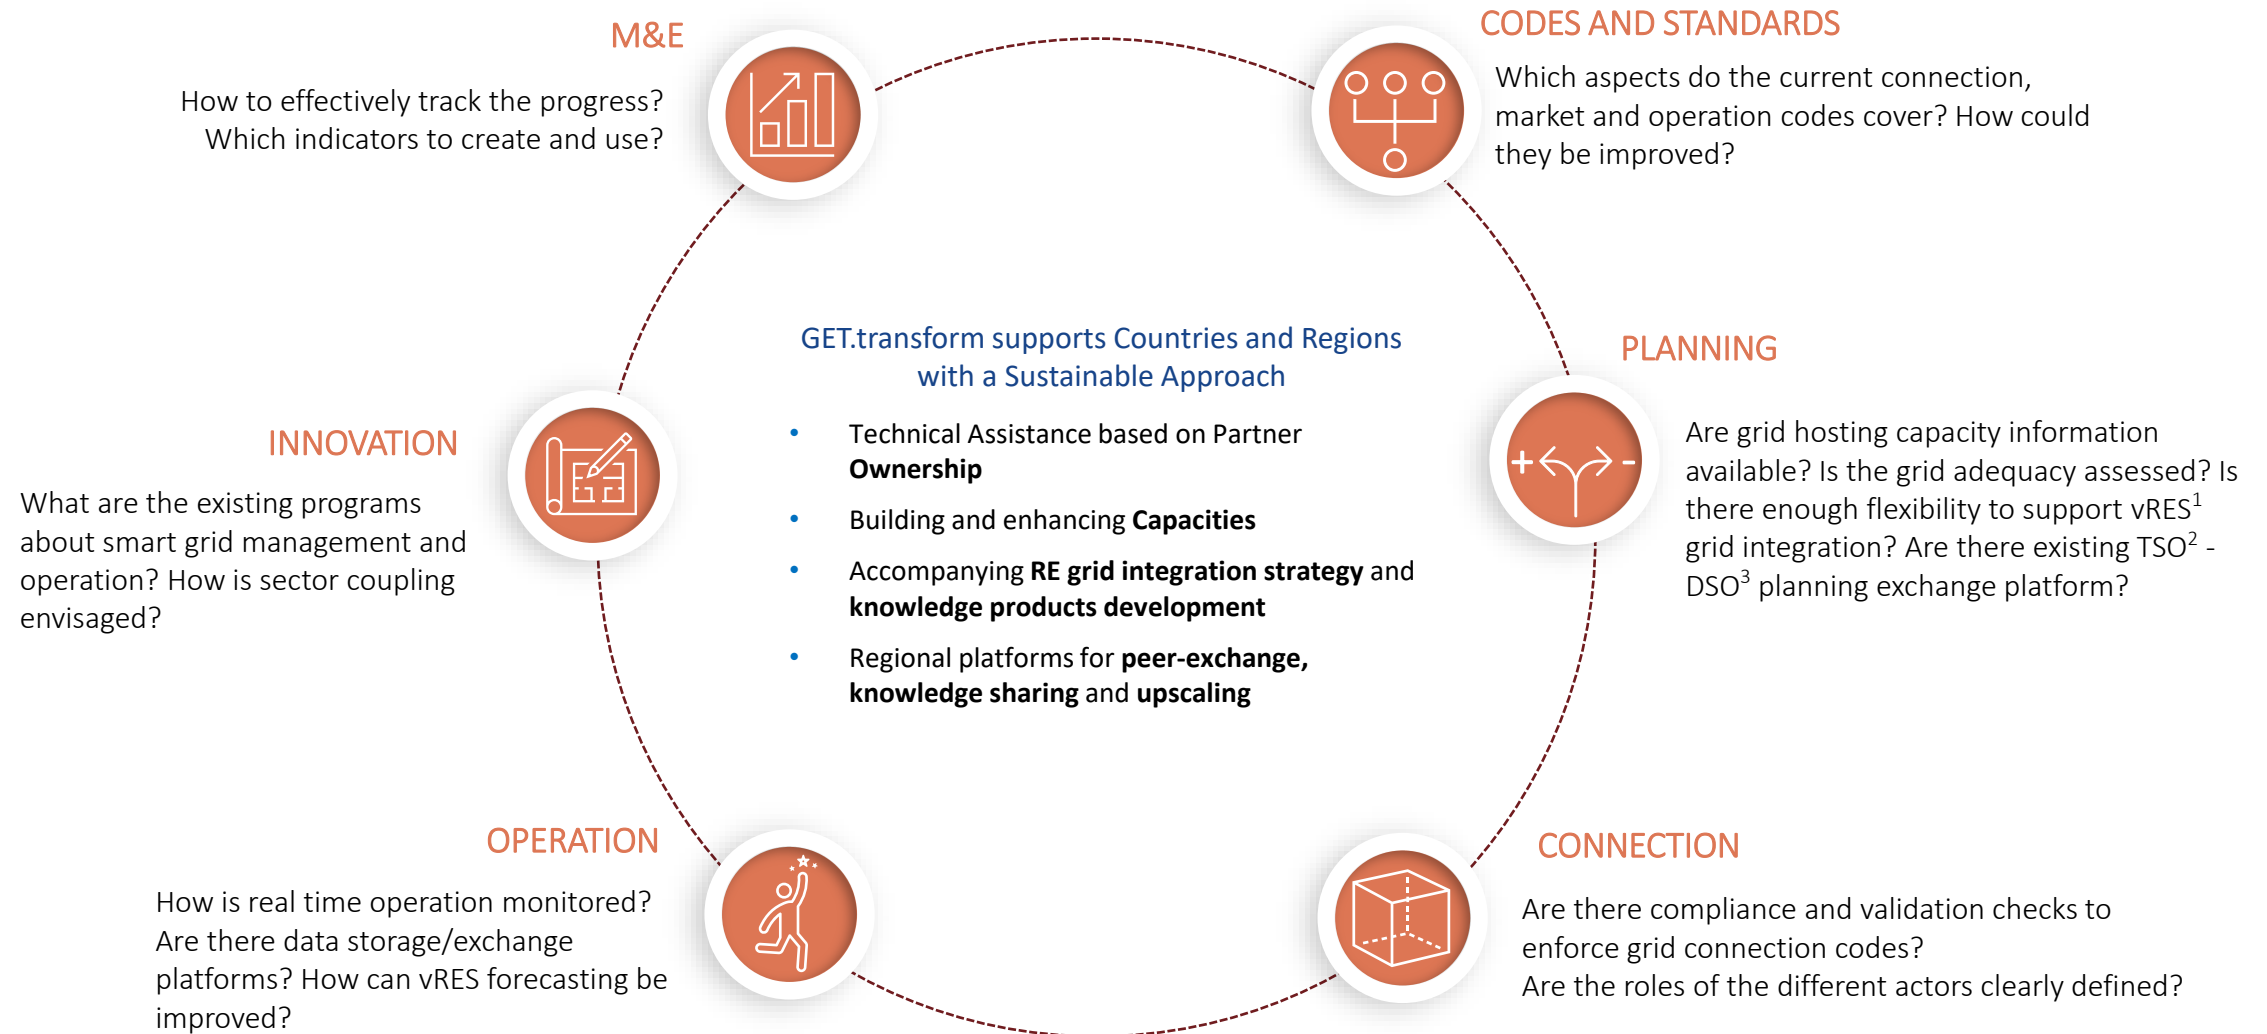 M&E
How to effectively track the progress?
Which indicators to create and use?
CODES AND STANDARDS
Which aspects do the current connection,
market and operation codes cover? How could
they be improved?
PLANNING
Are grid hosting capacity information
available? Is the grid adequacy assessed? Is
there enough flexibility to support vRES¹
grid integration? Are there existing TSO² -
DSO³ planning exchange platform?
GET.transform supports Countries and Regions
with a Sustainable Approach
• Technical Assistance based on Partner
Ownership
• Building and enhancing Capacities
• Accompanying RE grid integration strategy and
knowledge products development
• Regional platforms for peer-exchange,
knowledge sharing and upscaling
INNOVATION
What are the existing programs
about smart grid management and
operation? How is sector coupling
envisaged?
OPERATION
How is real time operation monitored?
Are there data storage/exchange
platforms? How can vRES forecasting be
improved?
CONNECTION
Are there compliance and validation checks to
enforce grid connection codes?
Are the roles of the different actors clearly defined?